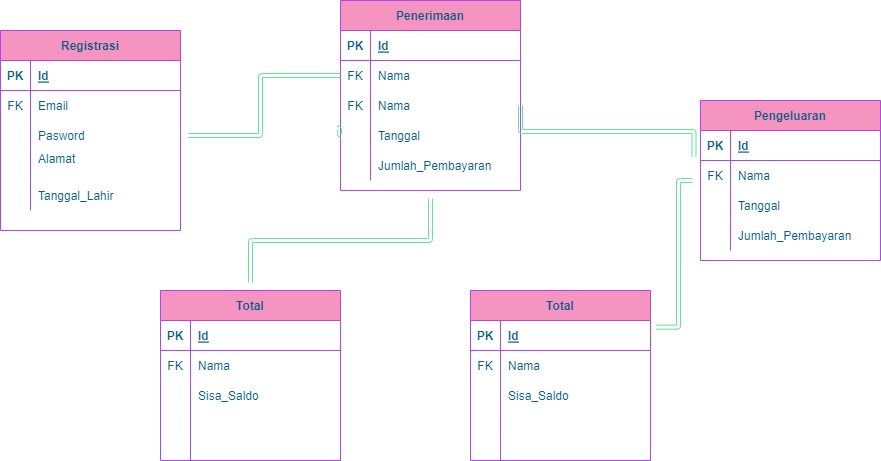 Registrasi
PK Id
FK Email
Pasword
Alamat
Tanggal_Lahir
Penerimaan
PK Id
FK Nama
FK Nama
Tanggal
Jumlah_Pembayaran
Pengeluaran
PK Id
FK Nama
Tanggal
Jumlah_Pembayaran
Total
PK Id
FK Nama
Sisa_Saldo
Total
PK Id
FK Nama
Sisa_Saldo